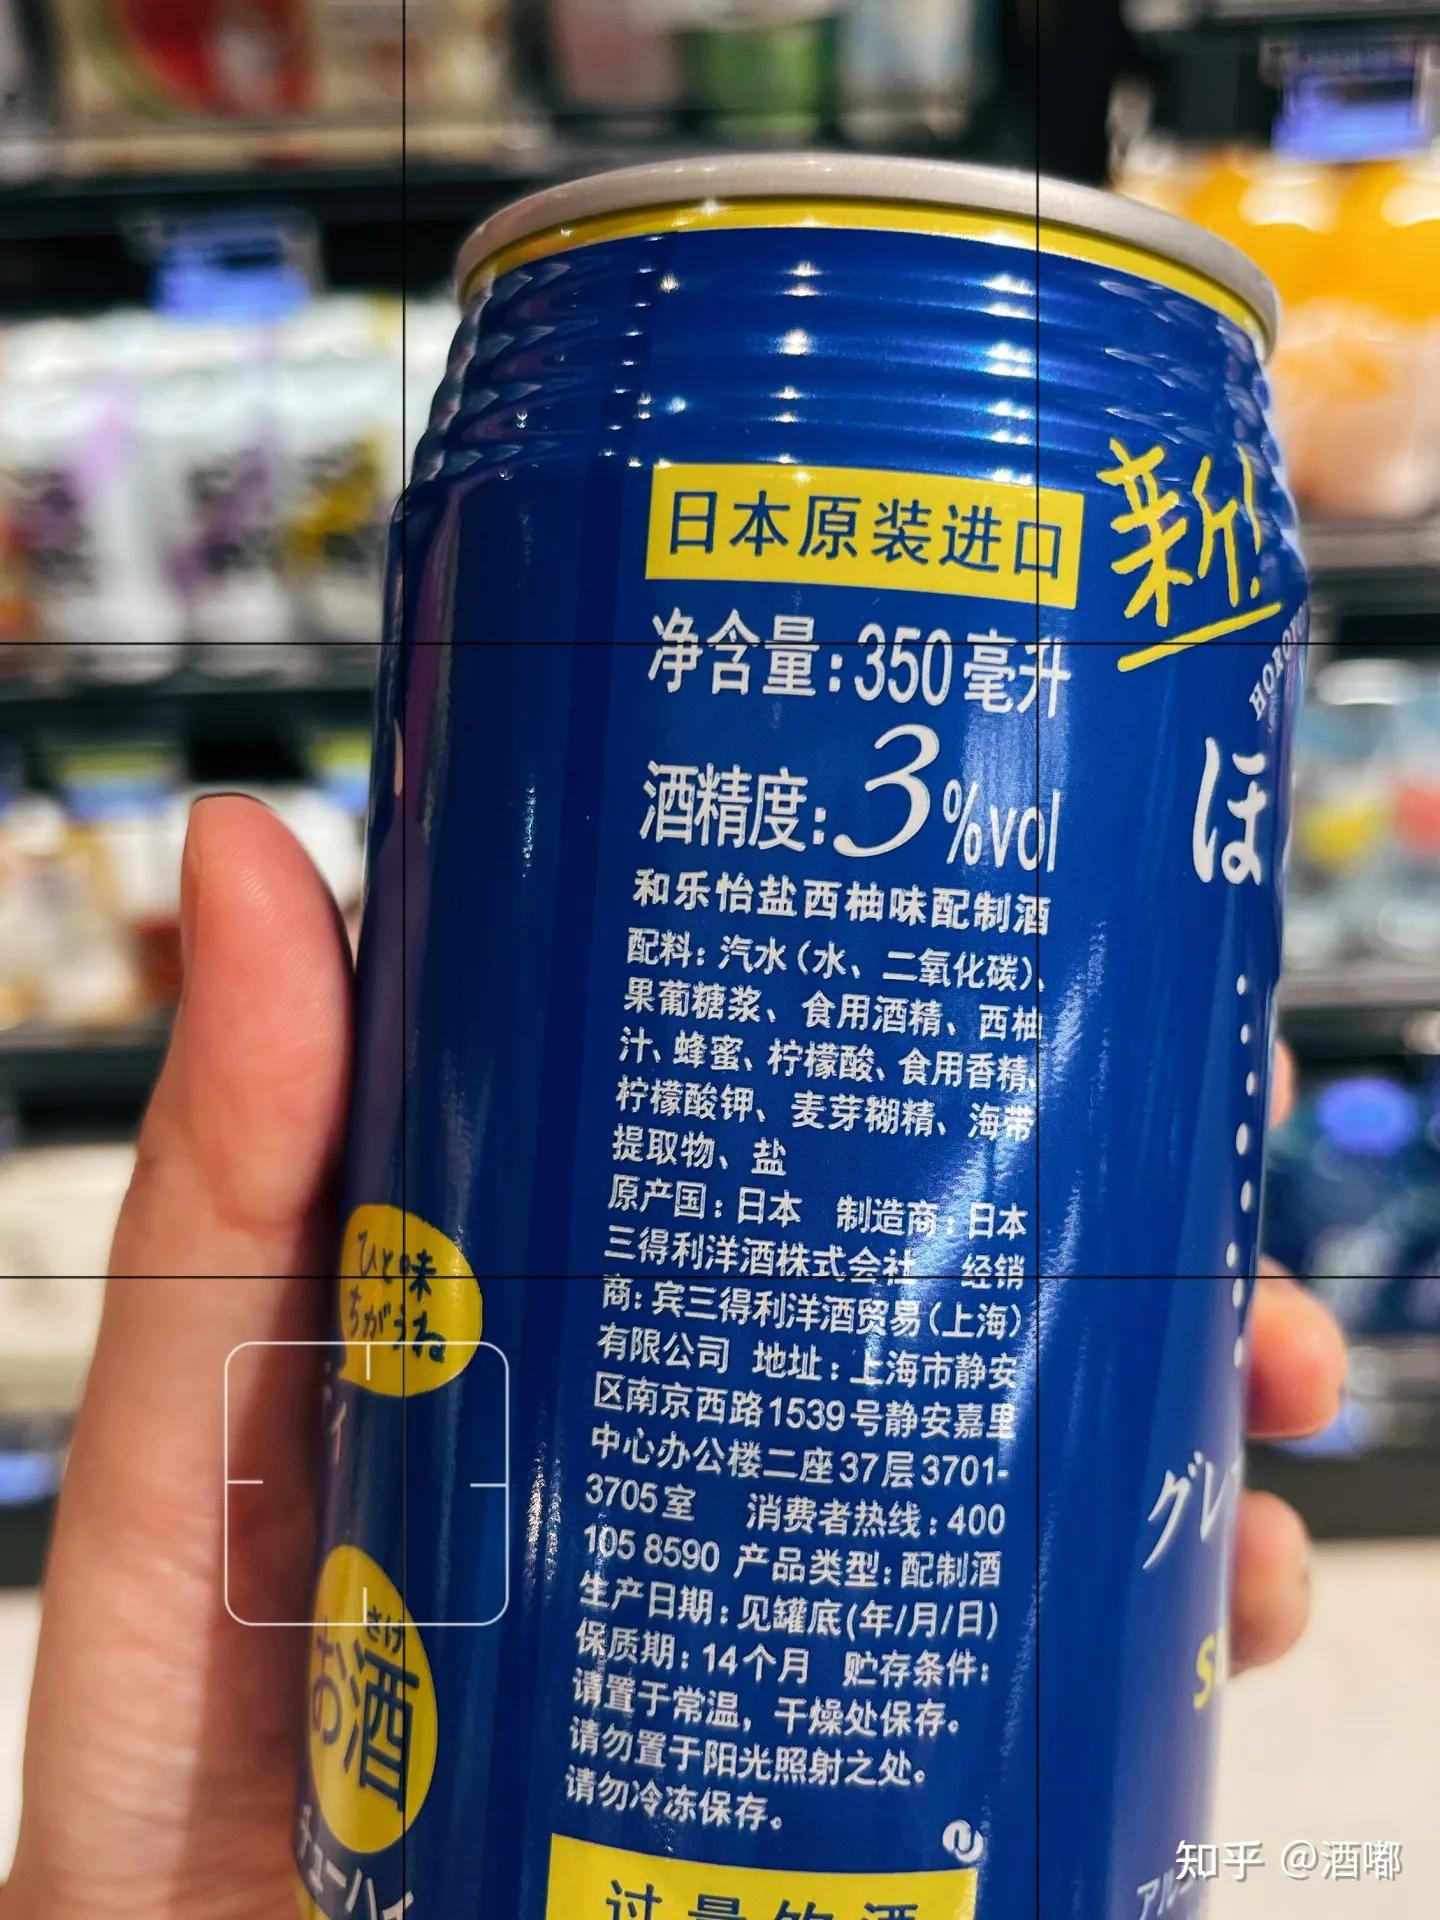 日本原装进口
新!
净含量:350毫升
酒精度:3%vol
和乐怡盐西柚味配制酒
配料: 汽水(水、二氧化碳)、
果葡糖浆、食用酒精、西柚
汁、蜂蜜、柠檬酸、食用香精、
柠檬酸钾、麦芽糊精、海带
提取物、盐
原产国: 日本 制造商: 日本
三得利洋酒株式会社 经销
商: 宾三得利洋酒贸易(上海)
有限公司 地址: 上海市静安
区南京西路1539号静安嘉里
中心办公楼二座37层3701-
3705室 消费者热线: 400
105 8590 产品类型: 配制酒
生产日期: 见罐底(年/月/日)
保质期: 14个月 贮存条件:
请置于常温, 干燥处保存。
请勿置于阳光照射之处。
请勿冷冻保存。
ほ
ひと味
ちがうね
さけ
お酒
チューハイ
知乎 @酒嘟